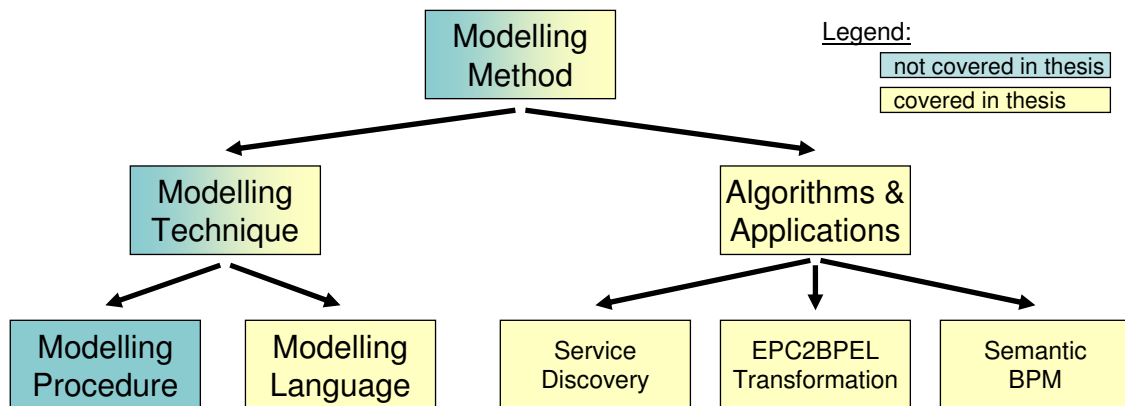 Modelling
Method
Legend:
not covered in thesis
covered in thesis
Modelling
Technique
Algorithms &
Applications
Modelling
Procedure
Modelling
Language
Service
Discovery
EPC2BPEL
Transformation
Semantic
BPM